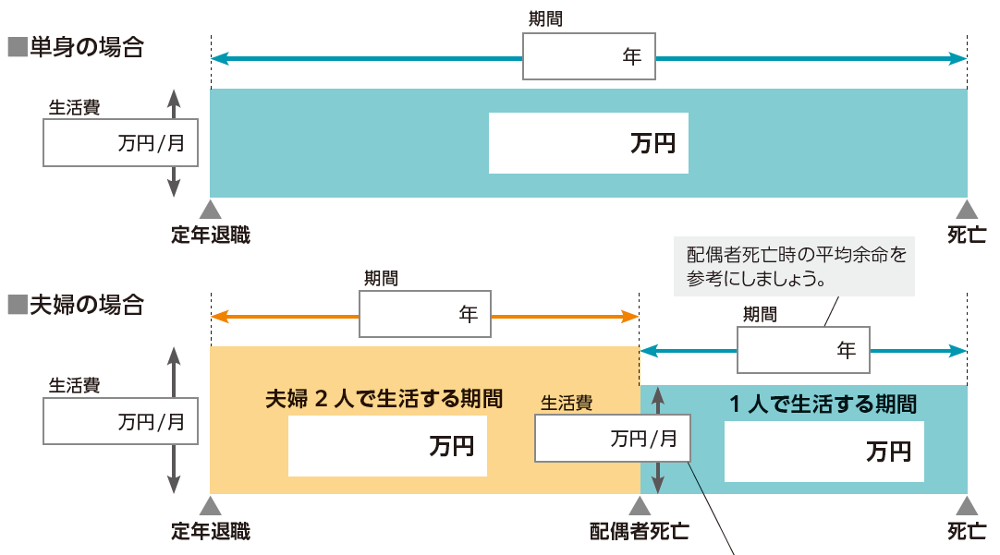 ■単身の場合
期間
年
生活費
万円/月
万円
定年退職
死亡
配偶者死亡時の平均余命を
参考にしましょう。
■夫婦の場合
期間
年
期間
年
生活費
万円/月
夫婦2人で生活する期間
万円
生活費
万円/月
1人で生活する期間
万円
定年退職
配偶者死亡
死亡